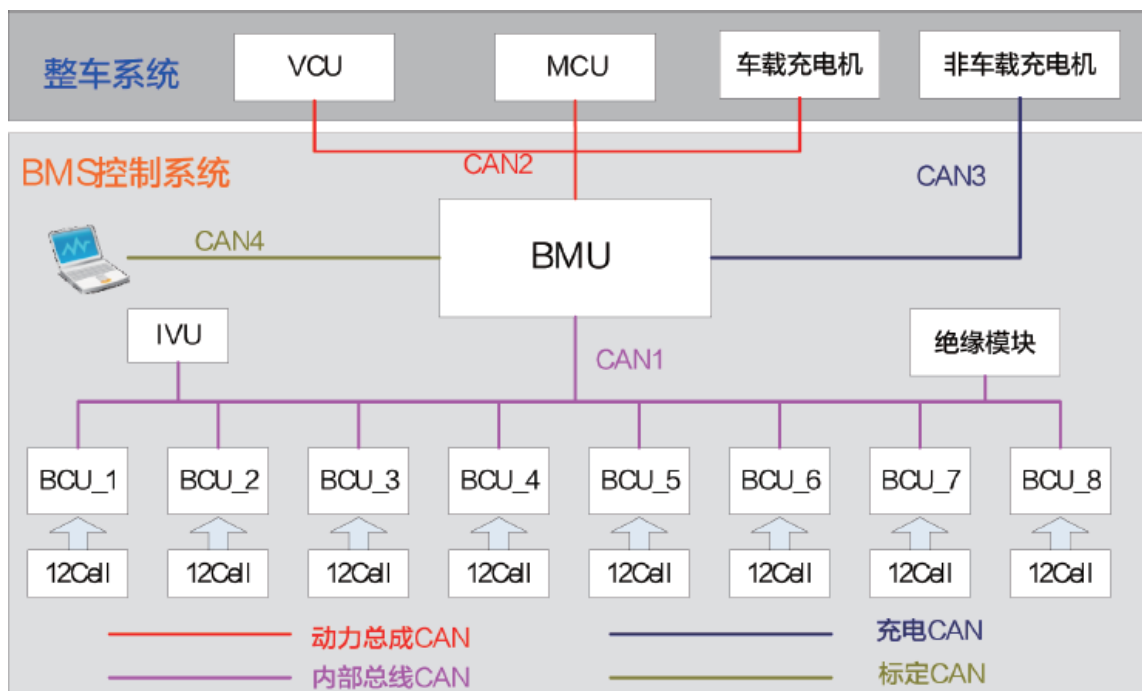 整车系统
VCU
MCU
车载充电机
非车载充电机
BMS控制系统
CAN2
CAN3
CAN4
BMU
IVU
CAN1
绝缘模块
BCU_1
BCU_2
BCU_3
BCU_4
BCU_5
BCU_6
BCU_7
BCU_8
12Cell
12Cell
12Cell
12Cell
12Cell
12Cell
12Cell
12Cell
动力总成CAN
充电CAN
内部总线CAN
标定CAN